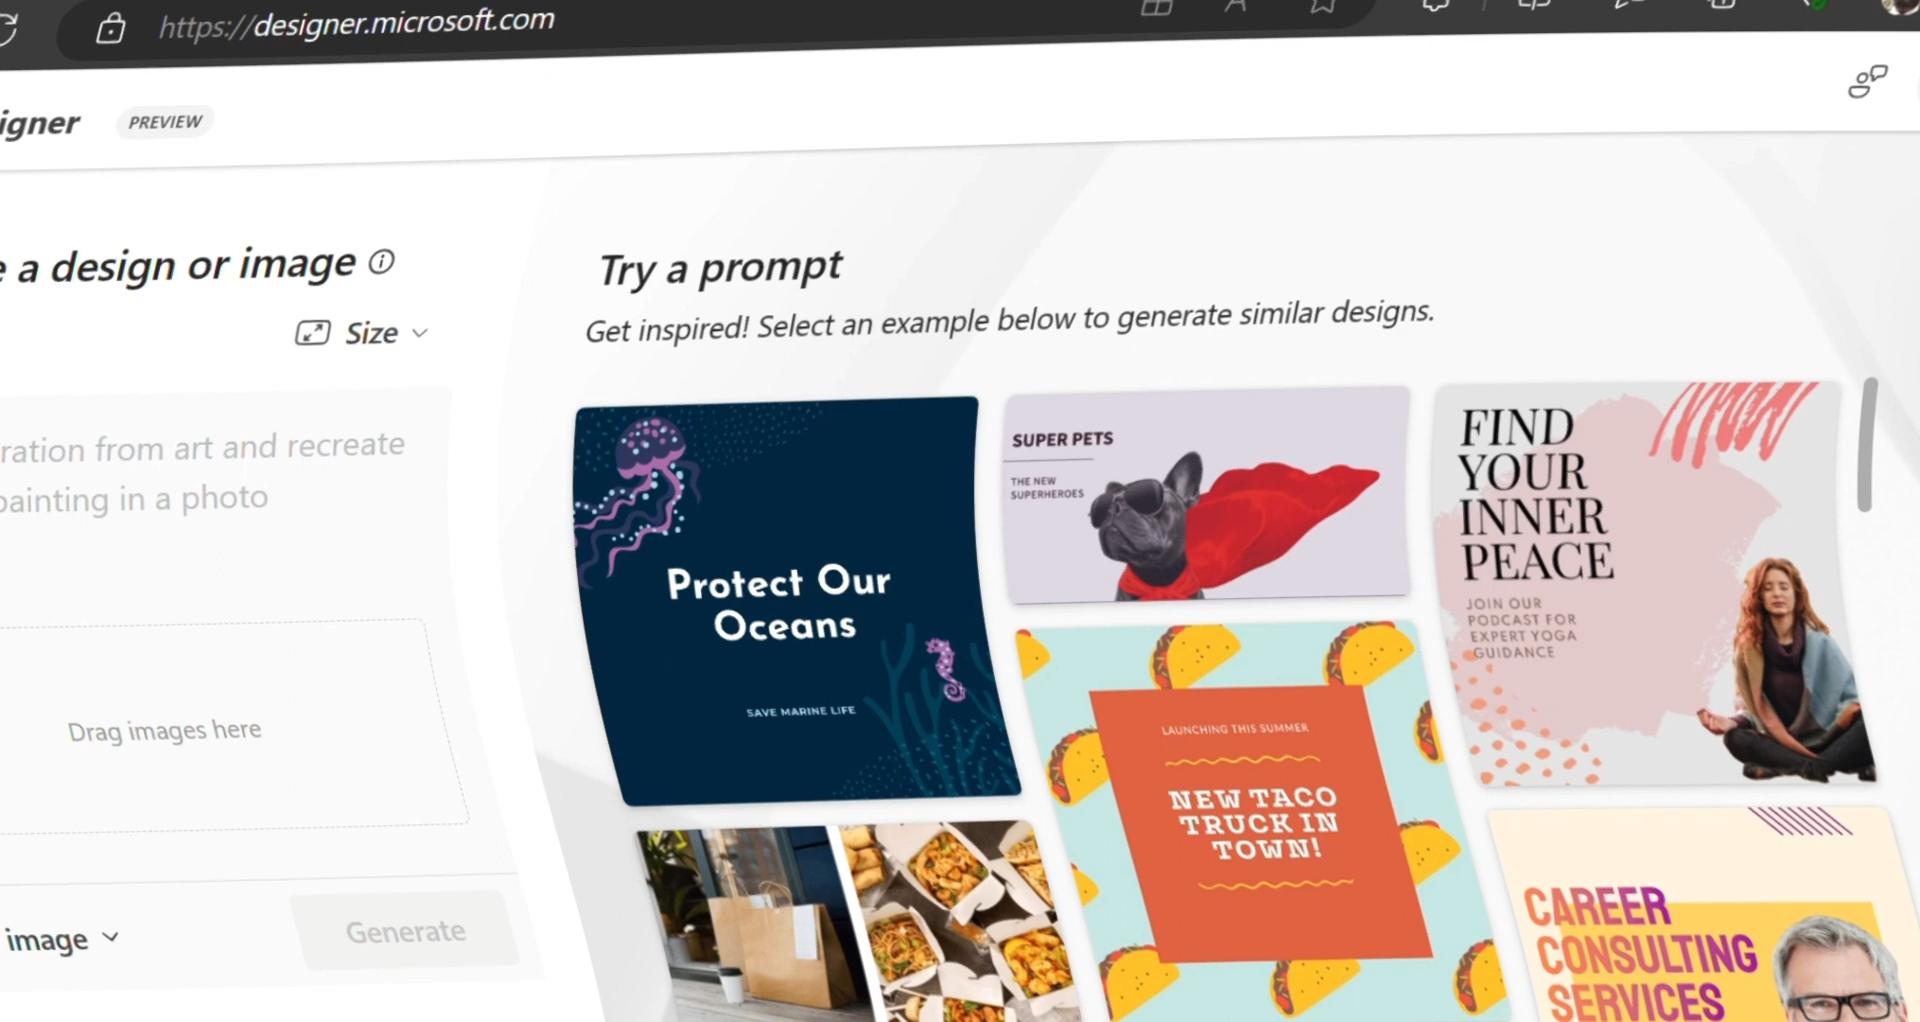 https://designer.microsoft.com
igner
PREVIEW
a design or image
Size
ration from art and recreate
painting in a photo
Drag images here
image
Generate
Try a prompt
Get inspired! Select an example below to generate similar designs.
Protect Our
Oceans
SAVE MARINE LIFE
SUPER PETS
THE NEW
SUPERHEROES
FIND
YOUR
INNER
PEACE
JOIN OUR
PODCAST FOR
EXPERT YOGA
GUIDANCE
LAUNCHING THIS SUMMER
NEW TACO
TRUCK IN
TOWN!
CAREER
CONSULTING
SERVICES